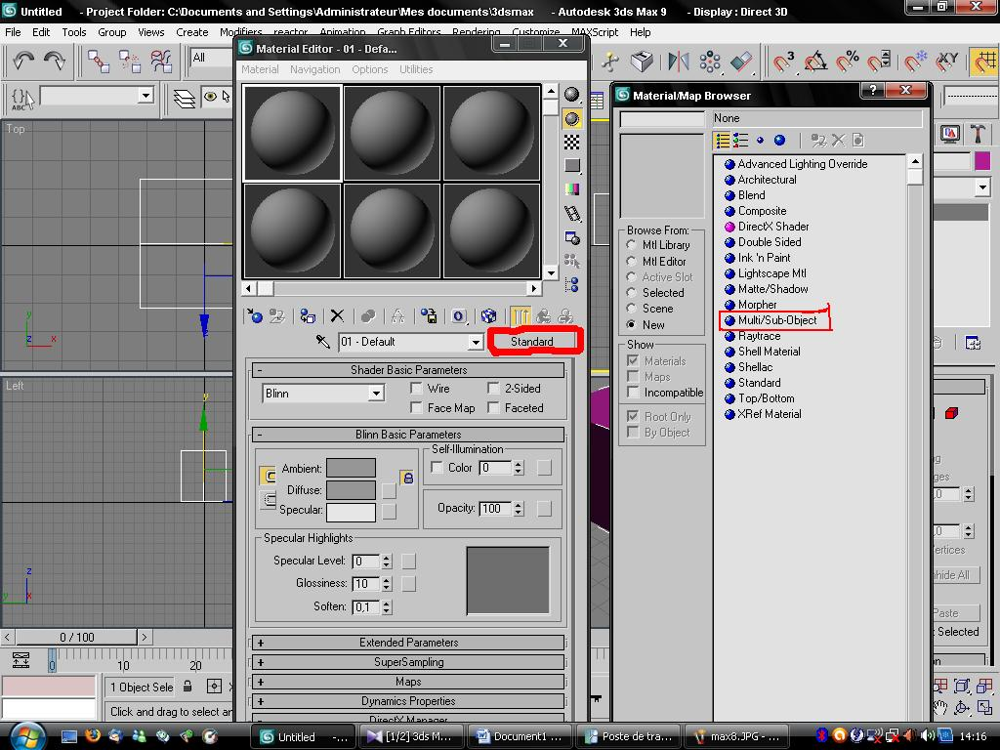 Untitled - Project Folder: C:\Documents and Settings\Administrateur\Mes documents\3dsmax - Autodesk 3ds Max 9 - Display : Direct 3D
File Edit Tools Group Views Create Modifiers reactor Animation Graph Editors Rendering Customize MAXScript Help
All
ABC
Top
Left
Material Editor - 01 - Defa...
Material Navigation Options Utilities
01 - Default
Standard
- Shader Basic Parameters
Blinn
Wire
2-Sided
Face Map
Faceted
- Blinn Basic Parameters
Self-Illumination
Ambient:
Color 0
Diffuse:
Specular:
Opacity: 100
Specular Highlights
Specular Level: 0
Glossiness: 10
Soften: 0,1
+ Extended Parameters
+ SuperSampling
+ Maps
+ Dynamics Properties
- DirectX Manager
Material/Map Browser
?
None
Browse From:
Mtl Library
Mtl Editor
Active Slot
Selected
Scene
New
Show
Materials
Maps
Incompatible
Root Only
By Object
Advanced Lighting Override
Architectural
Blend
Composite
DirectX Shader
Double Sided
Ink 'n Paint
Lightscape Mtl
Matte/Shadow
Morpher
Multi/Sub-Object
Raytrace
Shell Material
Shellac
Standard
Top/Bottom
XRef Material
3
%
3
XY
y
z
x
y
z
y
x
ges
,0
,0
ertices
hide All
Paste
: Selected
0 / 100
0
10
20
1 Object Sele
Click and drag to select an
Untitled -...
[1/2] 3ds M...
Document1 ...
Poste de tra...
max8.JPG - ...
14:16